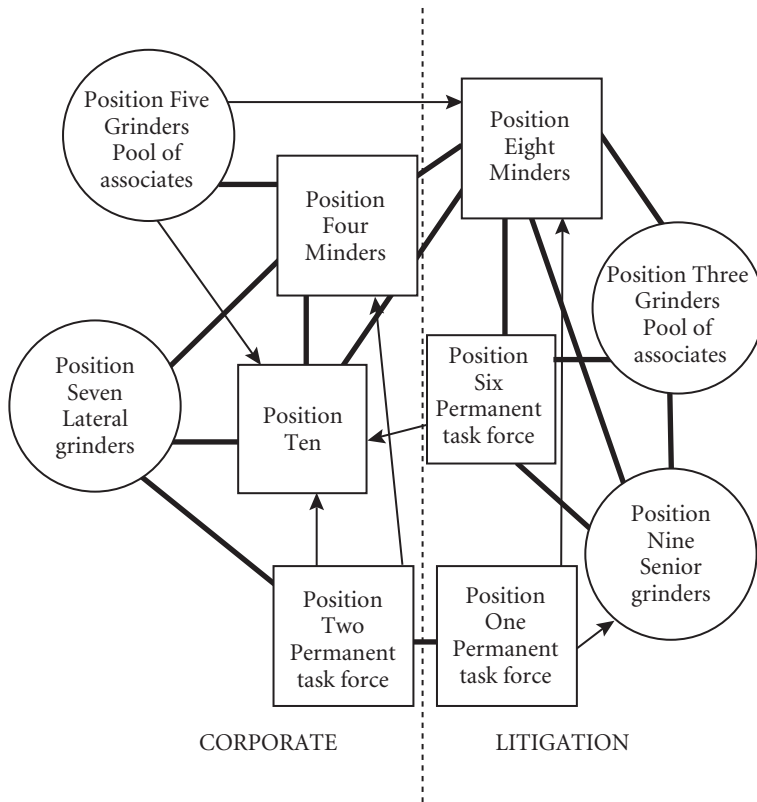 Position Five
Grinders
Pool of
associates
Position
Eight
Minders
Position
Four
Minders
Position Three
Grinders
Pool of
associates
Position
Seven
Lateral
grinders
Position
Ten
Position
Six
Permanent
task force
Position
Nine
Senior
grinders
Position
Two
Permanent
task force
Position
One
Permanent
task force
CORPORATE
LITIGATION